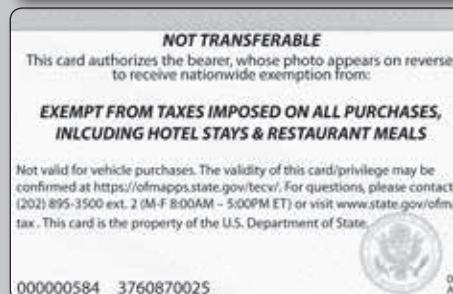 NOT TRANSFERABLE
This card authorizes the bearer, whose photo appears on reverse
to receive nationwide exemption from:
EXEMPT FROM TAXES IMPOSED ON ALL PURCHASES,
INLCUDING HOTEL STAYS & RESTAURANT MEALS
Not valid for vehicle purchases. The validity of this card/privilege may be
confirmed at https://ofmapps.state.gov/tecv/. For questions, please contact
(202) 895-3500 ext. 2 (M-F 8:00AM – 5:00PM ET) or visit www.state.gov/ofm
tax . This card is the property of the U.S. Department of State.
000000584 3760870025